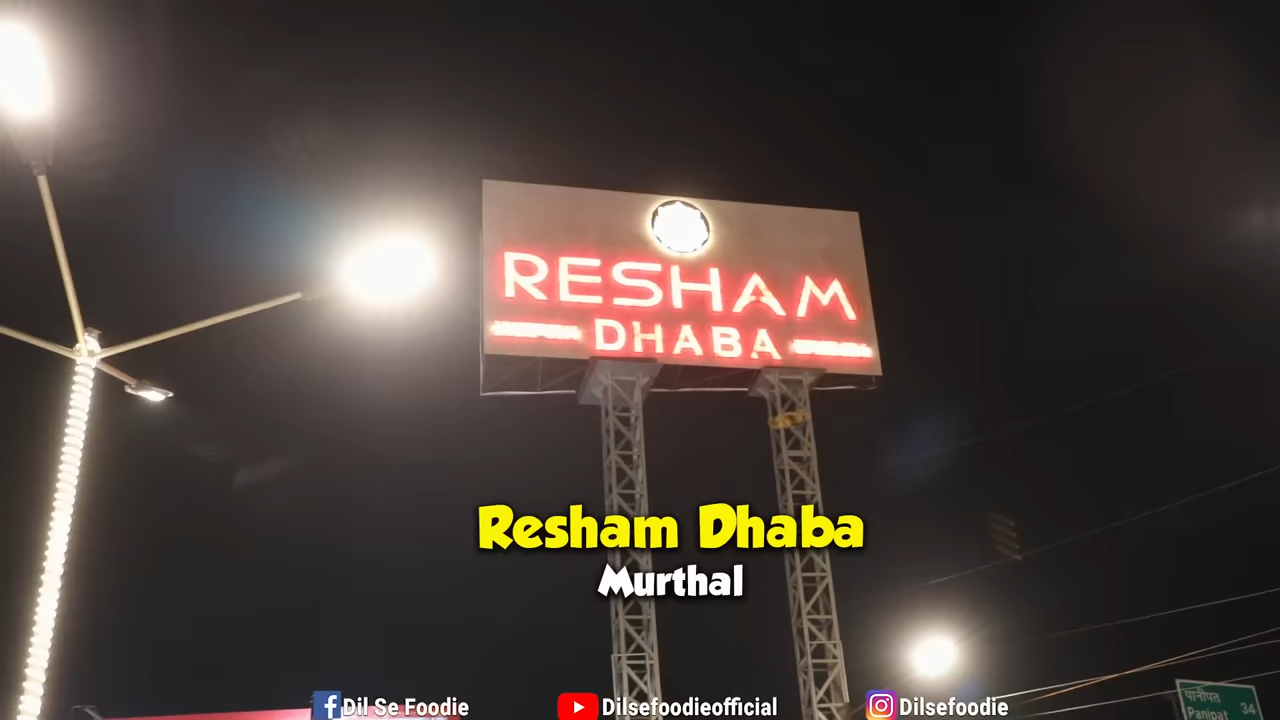 RESHAM
DHABA
Resham Dhaba
Murthal
Dil Se Foodie
Dilsefoodieofficial
Dilsefoodie
पानीपत
Panipat 34